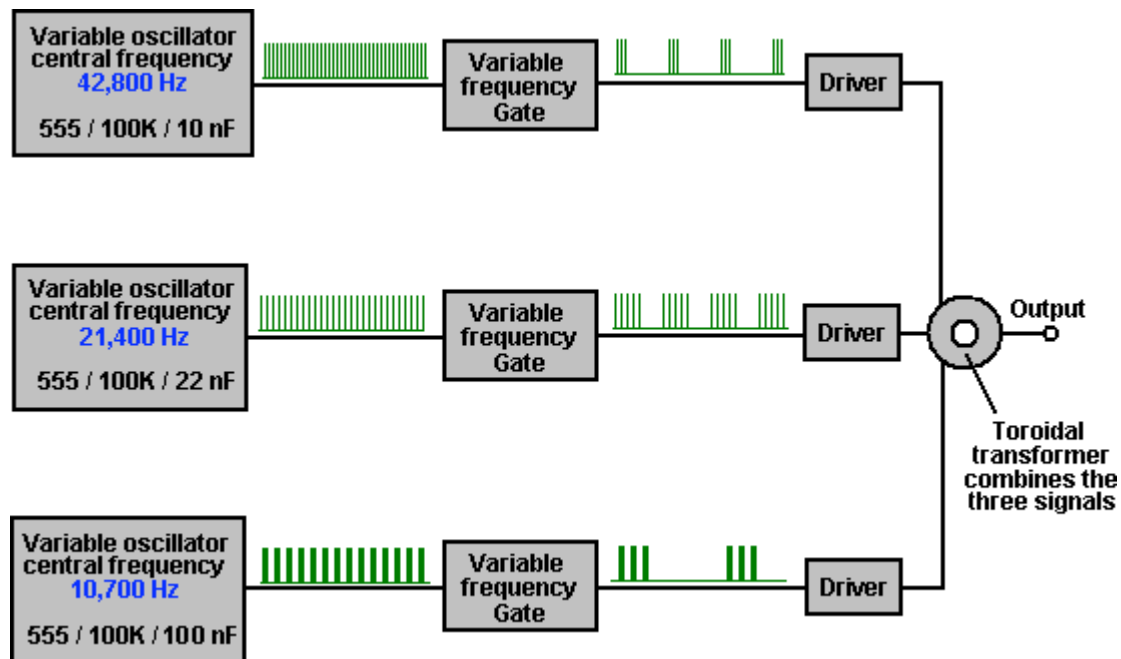 Variable oscillator
central frequency
42,800 Hz
555 / 100K / 10 nF
Variable
frequency
Gate
Driver
Variable oscillator
central frequency
21,400 Hz
555 / 100K / 22 nF
Variable
frequency
Gate
Driver
Output
Toroidal
transformer
combines the
three signals
Variable oscillator
central frequency
10,700 Hz
555 / 100K / 100 nF
Variable
frequency
Gate
Driver